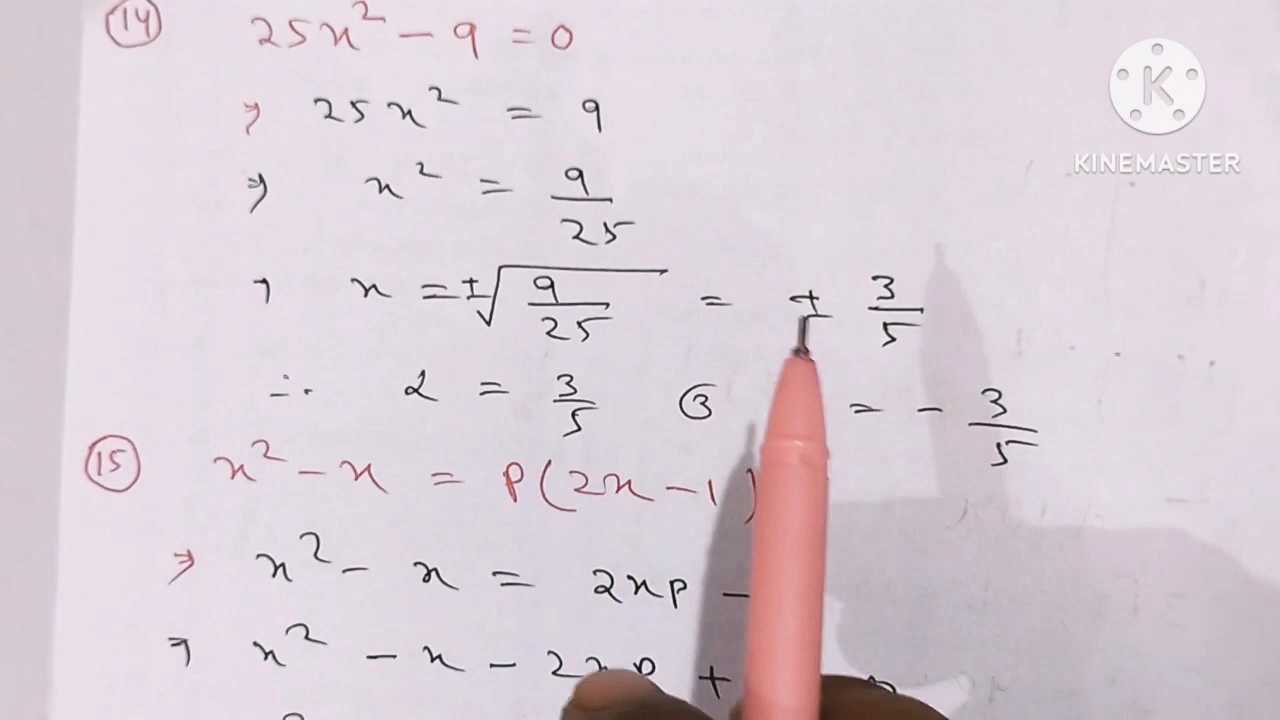 (14) 25x² - 9 = 0
⇒ 25x² = 9
⇒ x² = 9/25
⇒ x = ±√(9/25) = ± 3/5
∴ α = 3/5 = - 3/5
(15) x² - x = P(2x - 1)
⇒ x² - x = 2xp -
⇒ x² - x - 2xp +
KINEMASTER